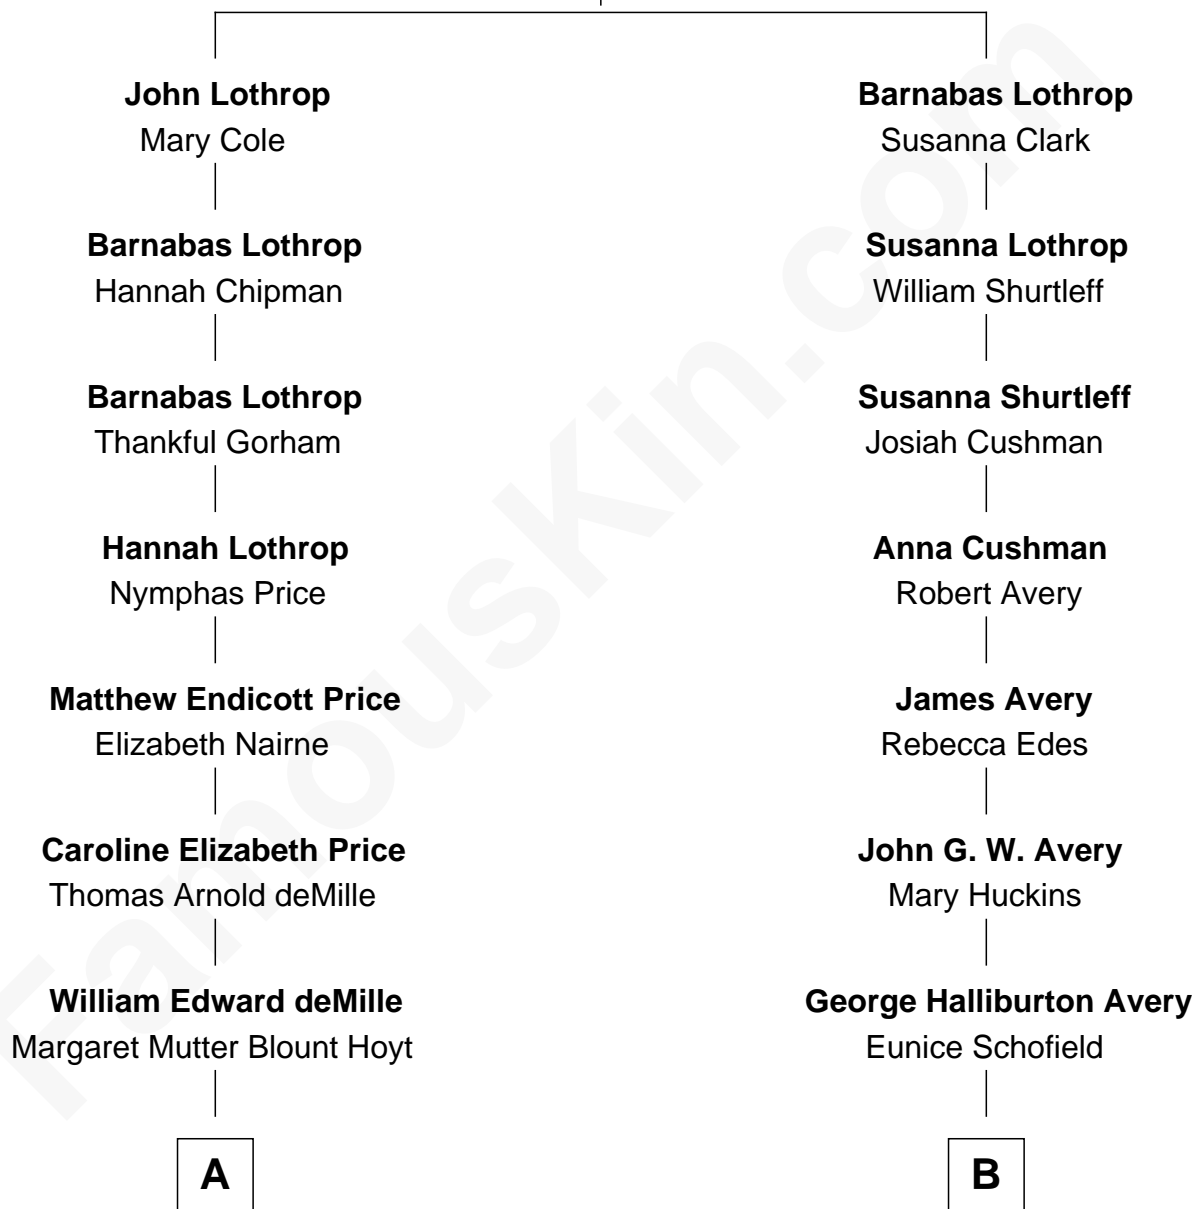 John Lothrop
Mary Cole
Barnabas Lothrop
Hannah Chipman
Barnabas Lothrop
Thankful Gorham
Hannah Lothrop
Nymphas Price
Matthew Endicott Price
Elizabeth Nairne
Caroline Elizabeth Price
Thomas Arnold deMille
William Edward deMille
Margaret Mutter Blount Hoyt
A
Barnabas Lothrop
Susanna Clark
Susanna Lothrop
William Shurtleff
Susanna Shurtleff
Josiah Cushman
Anna Cushman
Robert Avery
James Avery
Rebecca Edes
John G. W. Avery
Mary Huckins
George Halliburton Avery
Eunice Schofield
B
FamousKin.com